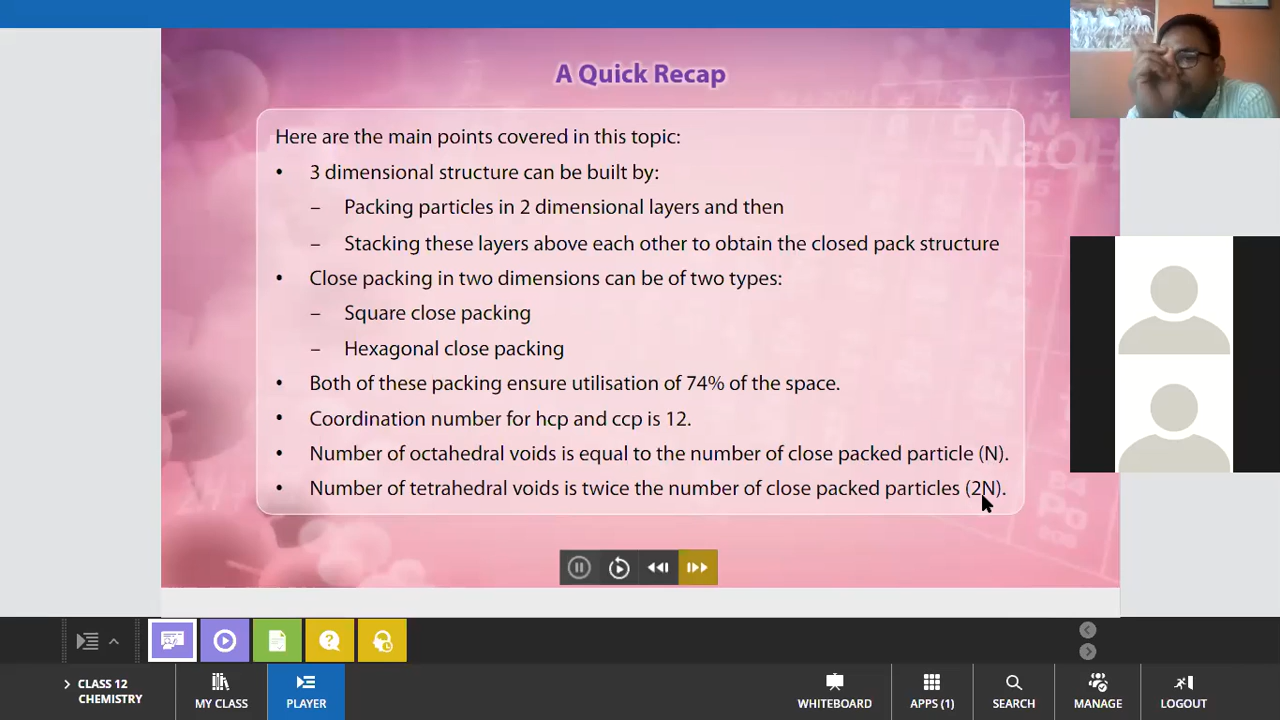 A Quick Recap
Here are the main points covered in this topic:
• 3 dimensional structure can be built by:
– Packing particles in 2 dimensional layers and then
– Stacking these layers above each other to obtain the closed pack structure
• Close packing in two dimensions can be of two types:
– Square close packing
– Hexagonal close packing
• Both of these packing ensure utilisation of 74% of the space.
• Coordination number for hcp and ccp is 12.
• Number of octahedral voids is equal to the number of close packed particle (N).
• Number of tetrahedral voids is twice the number of close packed particles (2N).
NaOH
CLASS 12
CHEMISTRY
MY CLASS
PLAYER
WHITEBOARD
APPS (1)
SEARCH
MANAGE
LOGOUT